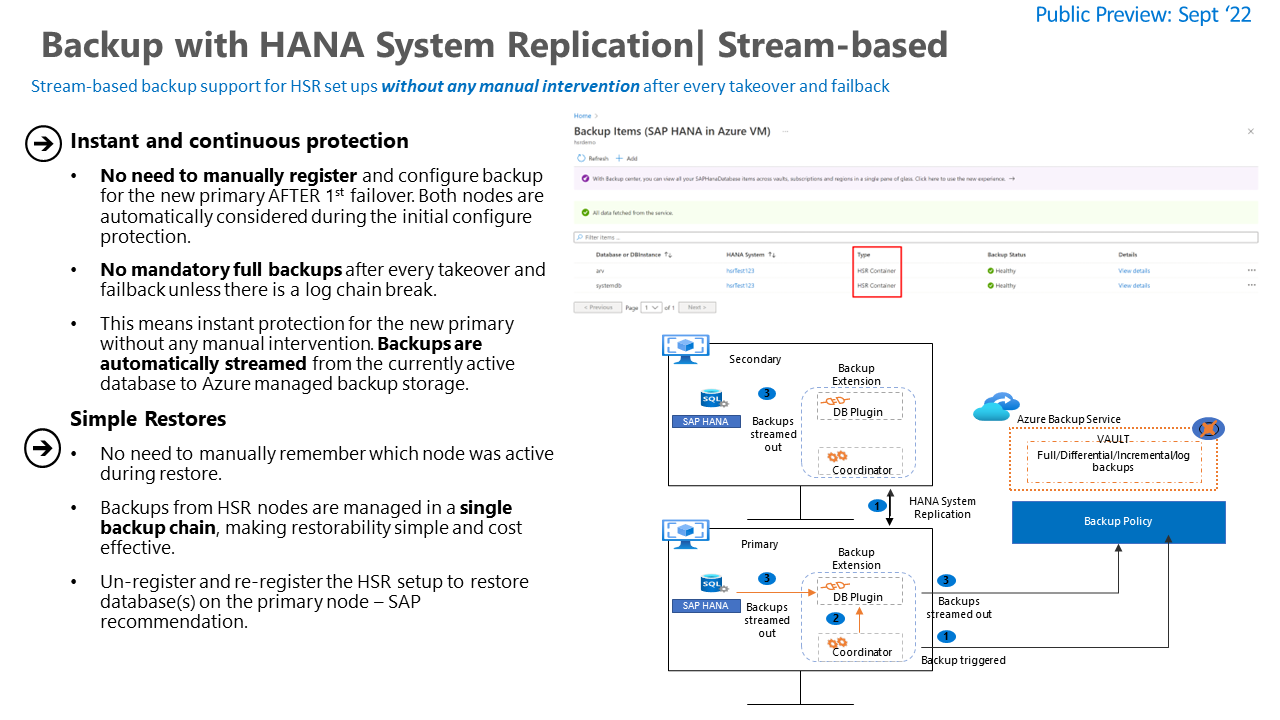 Public Preview: Sept ‘22
Backup with HANA System Replication| Stream-based
Stream-based backup support for HSR set ups without any manual intervention after every takeover and failback
Instant and continuous protection
• No need to manually register and configure backup
for the new primary AFTER 1st failover. Both nodes are
automatically considered during the initial configure
protection.
• No mandatory full backups after every takeover and
failback unless there is a log chain break.
• This means instant protection for the new primary
without any manual intervention. Backups are
automatically streamed from the currently active
database to Azure managed backup storage.
Simple Restores
• No need to manually remember which node was active
during restore.
• Backups from HSR nodes are managed in a single
backup chain, making restorability simple and cost
effective.
• Un-register and re-register the HSR setup to restore
database(s) on the primary node – SAP
recommendation.
Home >
Backup Items (SAP HANA in Azure VM) ...
hsrdemo
Refresh + Add
With Backup center, you can view all your SAPHanaDatabase items across vaults, subscriptions and regions in a single pane of glass. Click here to use the new experience. →
All data fetched from the service.
Filter items ...
Database or DBInstance ↑↓ HANA System ↑↓ Type Backup Status Details
arv hsrTest123 HSR Container Healthy View details ...
systemdb hsrTest123 HSR Container Healthy View details ...
< Previous Page 1 of 1 Next >
Secondary
Backup
Extension
SQL
SAP HANA
3
Backups
streamed
out
DB Plugin
Coordinator
1
HANA System
Replication
Primary
Backup
Extension
SQL
SAP HANA
3
Backups
streamed
out
DB Plugin
2
Coordinator
3
Backups
streamed out
1
Backup triggered
Azure Backup Service
VAULT
Full/Differential/Incremental/log
backups
Backup Policy